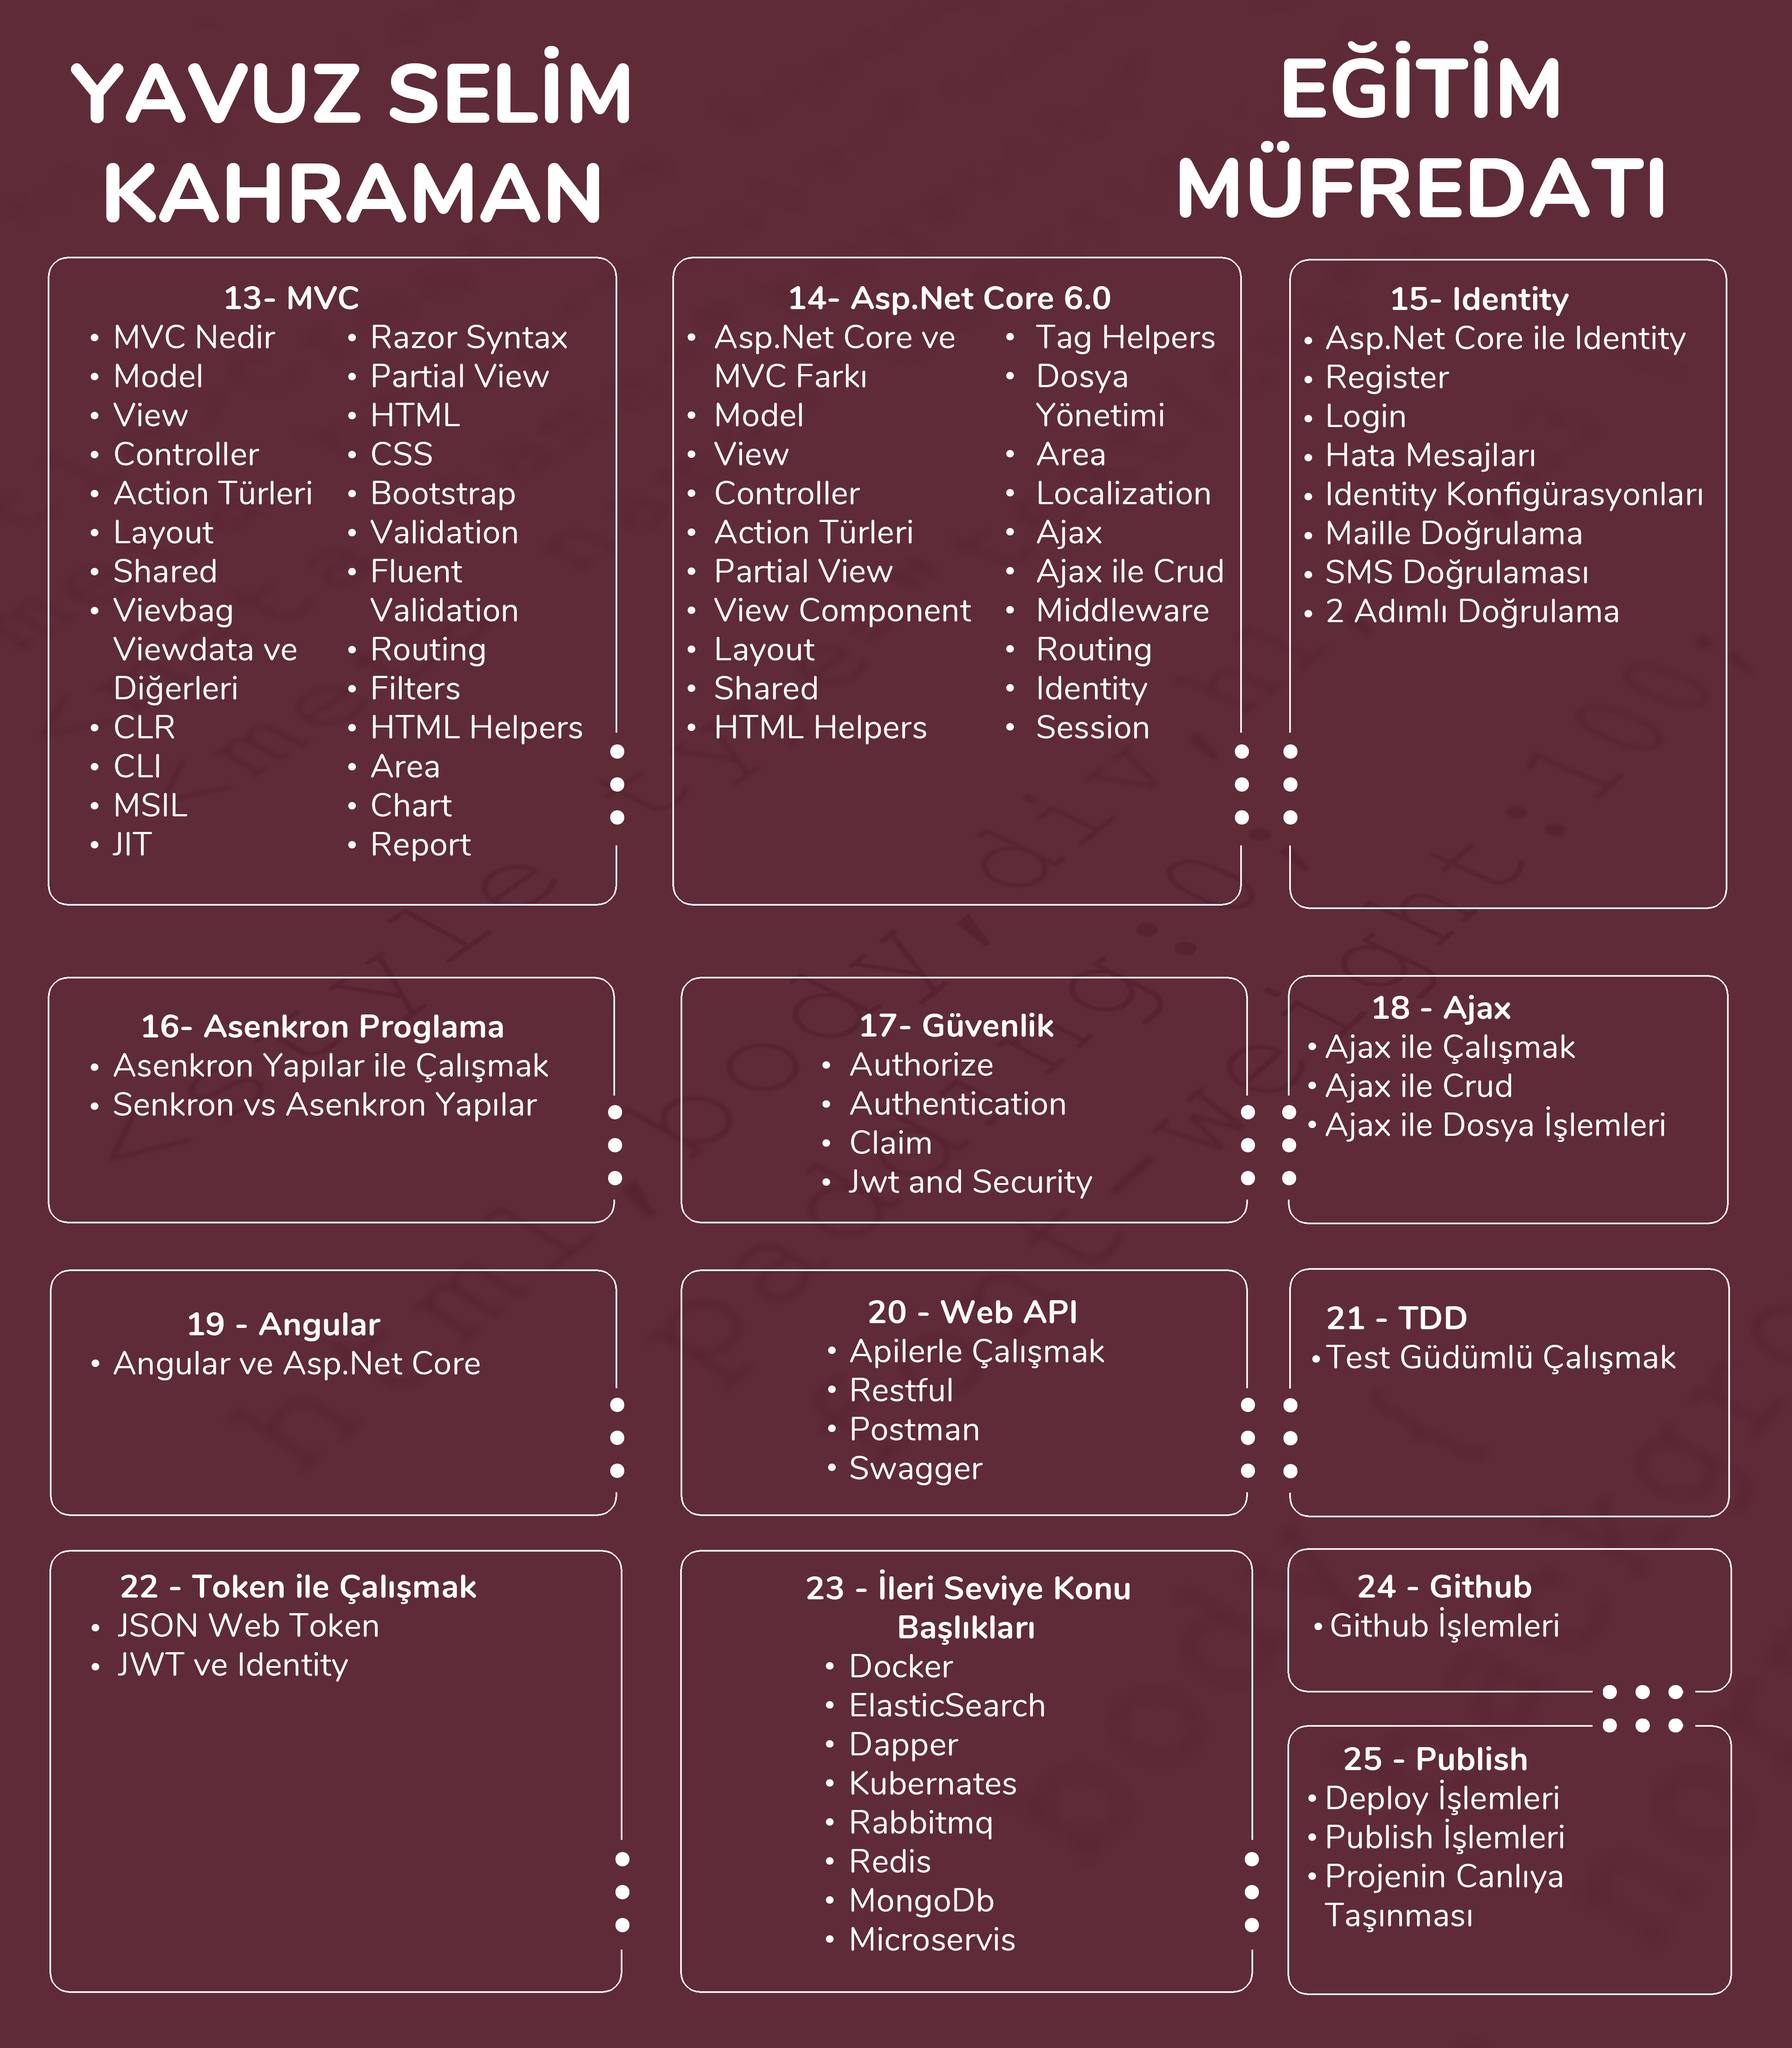 YAVUZ SELİM
KAHRAMAN
EĞİTİM
MÜFREDATI
13- MVC
• MVC Nedir
• Model
• View
• Controller
• Action Türleri
• Layout
• Shared
• Vievbag
Viewdata ve
Diğerleri
• CLR
• CLI
• MSIL
• JIT
• Razor Syntax
• Partial View
• HTML
• CSS
• Bootstrap
• Validation
• Fluent
Validation
• Routing
• Filters
• HTML Helpers
• Area
• Chart
• Report
14- Asp.Net Core 6.0
• Asp.Net Core ve
MVC Farkı
• Model
• View
• Controller
• Action Türleri
• Partial View
• View Component
• Layout
• Shared
• HTML Helpers
• Tag Helpers
• Dosya
Yönetimi
• Area
• Localization
• Ajax
• Ajax ile Crud
• Middleware
• Routing
• Identity
• Session
15- Identity
• Asp.Net Core ile Identity
• Register
• Login
• Hata Mesajları
• Identity Konfigürasyonları
• Maille Doğrulama
• SMS Doğrulaması
• 2 Adımlı Doğrulama
16- Asenkron Proglama
• Asenkron Yapılar ile Çalışmak
• Senkron vs Asenkron Yapılar
17- Güvenlik
• Authorize
• Authentication
• Claim
• Jwt and Security
18 - Ajax
• Ajax ile Çalışmak
• Ajax ile Crud
• Ajax ile Dosya İşlemleri
19 - Angular
• Angular ve Asp.Net Core
20 - Web API
• Apilerle Çalışmak
• Restful
• Postman
• Swagger
21 - TDD
• Test Güdümlü Çalışmak
22 - Token ile Çalışmak
• JSON Web Token
• JWT ve Identity
23 - İleri Seviye Konu
Başlıkları
• Docker
• ElasticSearch
• Dapper
• Kubernates
• Rabbitmq
• Redis
• MongoDb
• Microservis
24 - Github
• Github İşlemleri
25 - Publish
• Deploy İşlemleri
• Publish İşlemleri
• Projenin Canlıya
Taşınması